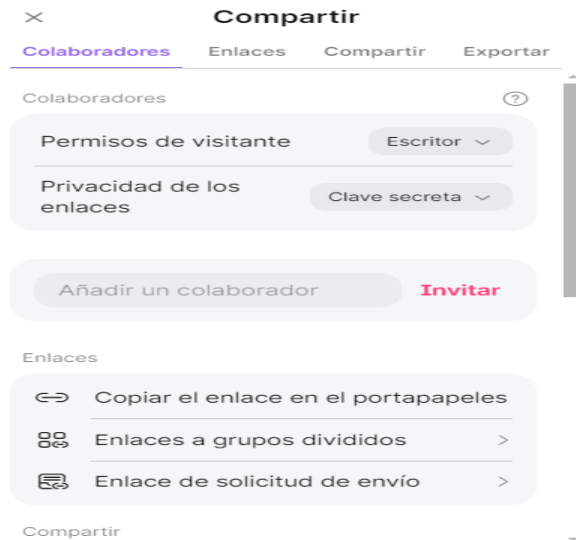 Compartir
Colaboradores Enlaces Compartir Exportar
Colaboradores
Permisos de visitante Escritor
Privacidad de los
enlaces
Clave secreta
Añadir un colaborador Invitar
Enlaces
Copiar el enlace en el portapapeles
Enlaces a grupos divididos
Enlace de solicitud de envío
Compartir